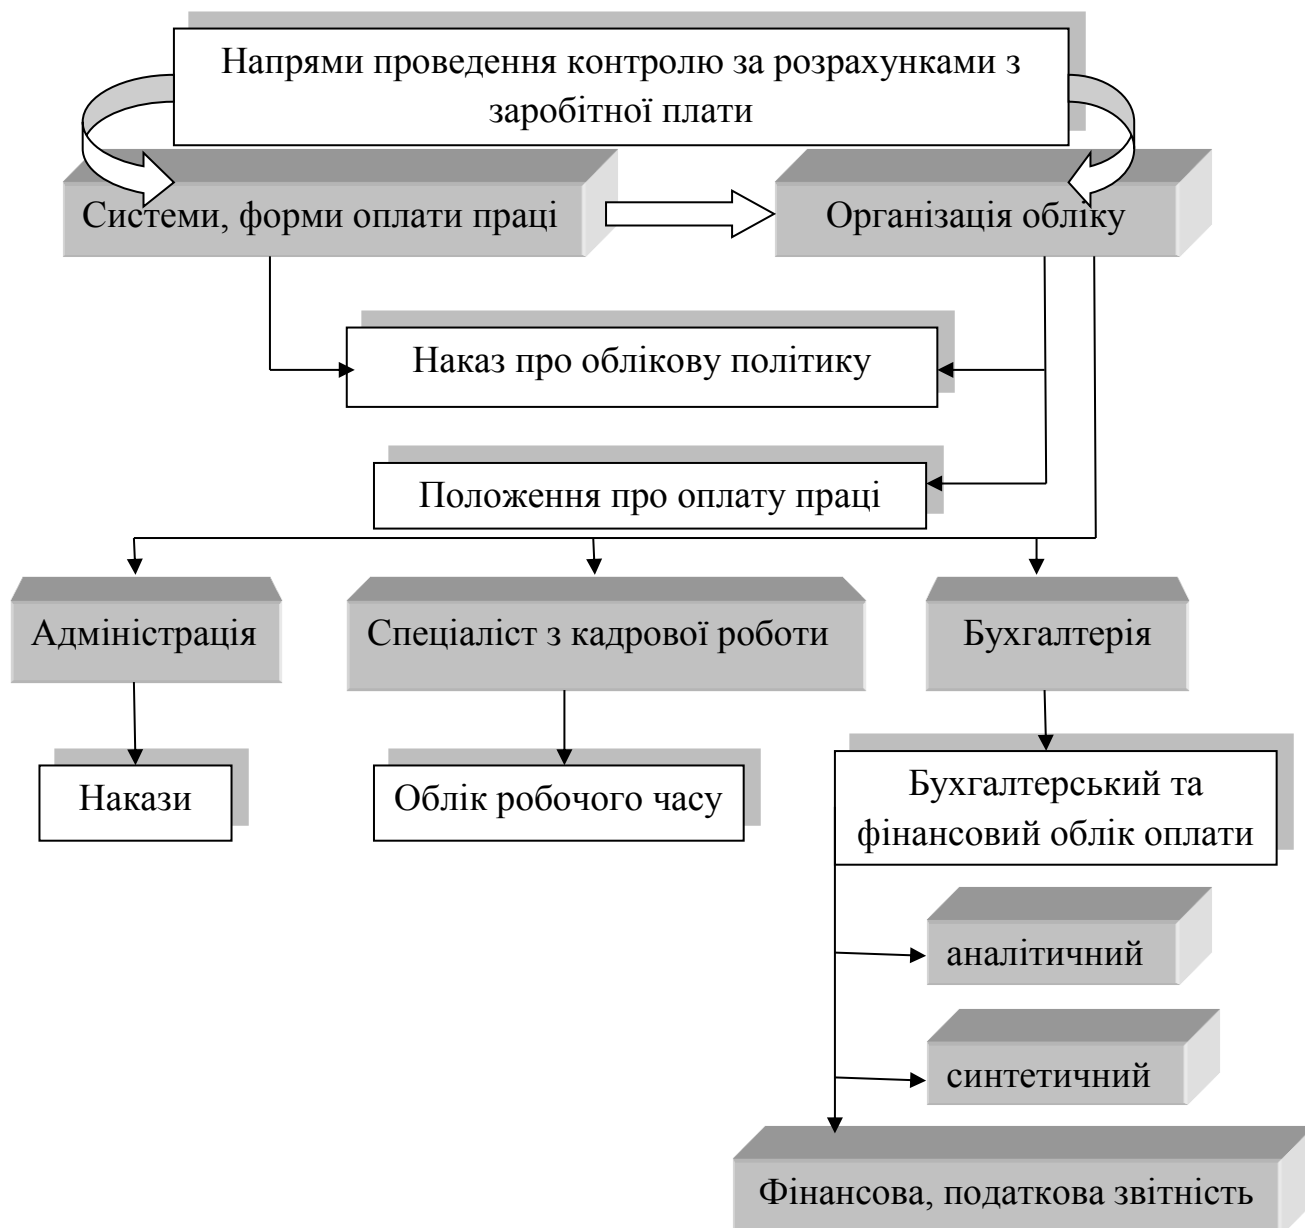 Напрями проведення контролю за розрахунками з
заробітної плати
Системи, форми оплати праці
Організація обліку
Наказ про облікову політику
Положення про оплату праці
Адміністрація
Спеціаліст з кадрової роботи
Бухгалтерія
Накази
Облік робочого часу
Бухгалтерський та
фінансовий облік оплати
аналітичний
синтетичний
Фінансова, податкова звітність